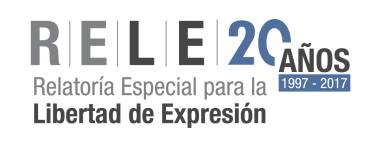 R|E|L|E|20 AÑOS
1997 - 2017
Relatoría Especial para la
Libertad de Expresión